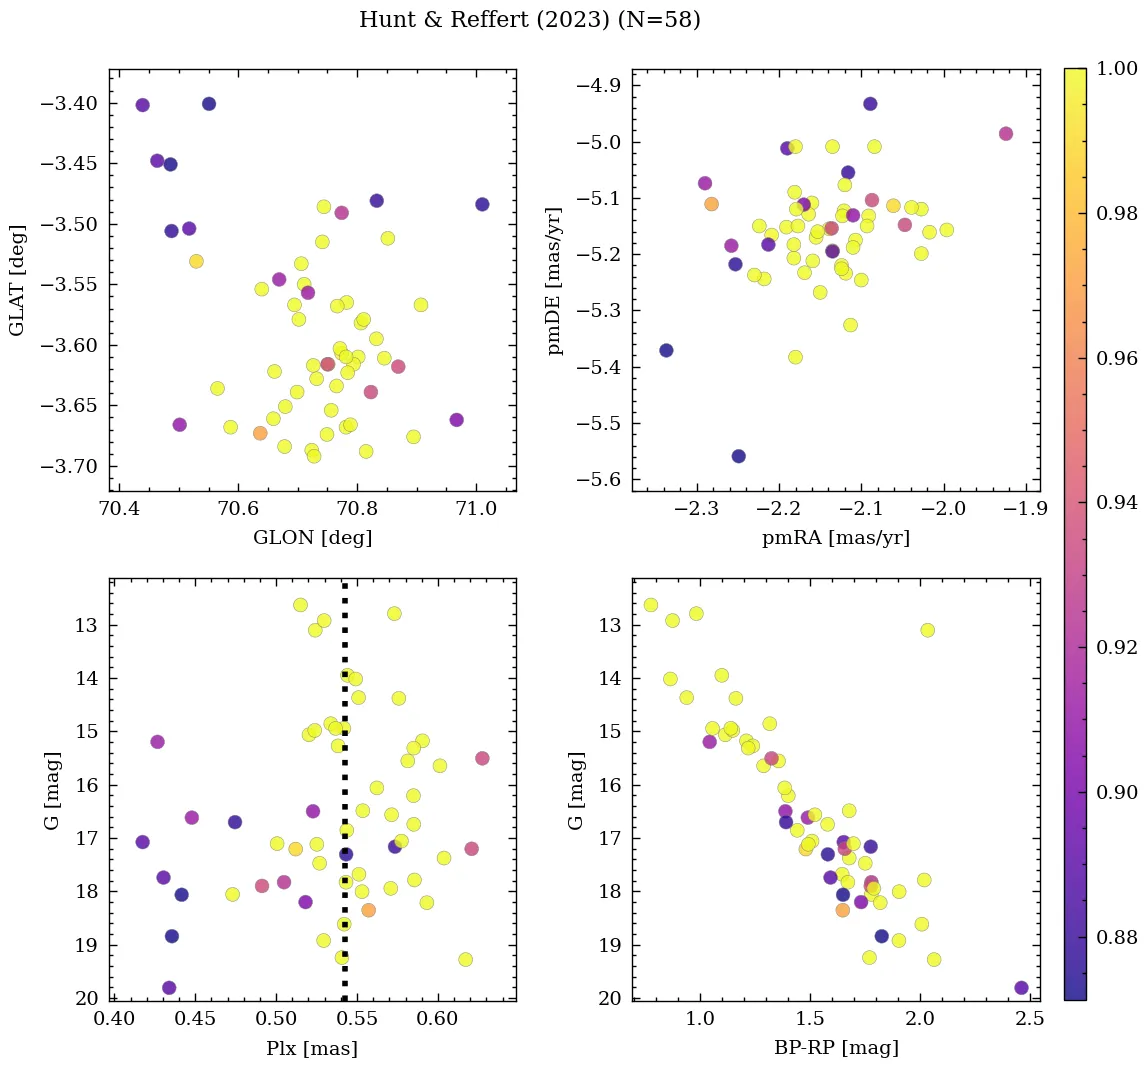 Hunt & Reffert (2023) (N=58)
−3.40
−3.45
−3.50
−3.55
−3.60
−3.65
−3.70
GLAT [deg]
70.4 70.6 70.8 71.0
GLON [deg]
−4.9
−5.0
−5.1
−5.2
−5.3
−5.4
−5.5
−5.6
pmDE [mas/yr]
−2.3 −2.2 −2.1 −2.0 −1.9
pmRA [mas/yr]
1.00
0.98
0.96
0.94
0.92
0.90
0.88
13
14
15
16
17
18
19
20
G [mag]
0.40 0.45 0.50 0.55 0.60
Plx [mas]
13
14
15
16
17
18
19
20
G [mag]
1.0 1.5 2.0 2.5
BP-RP [mag]